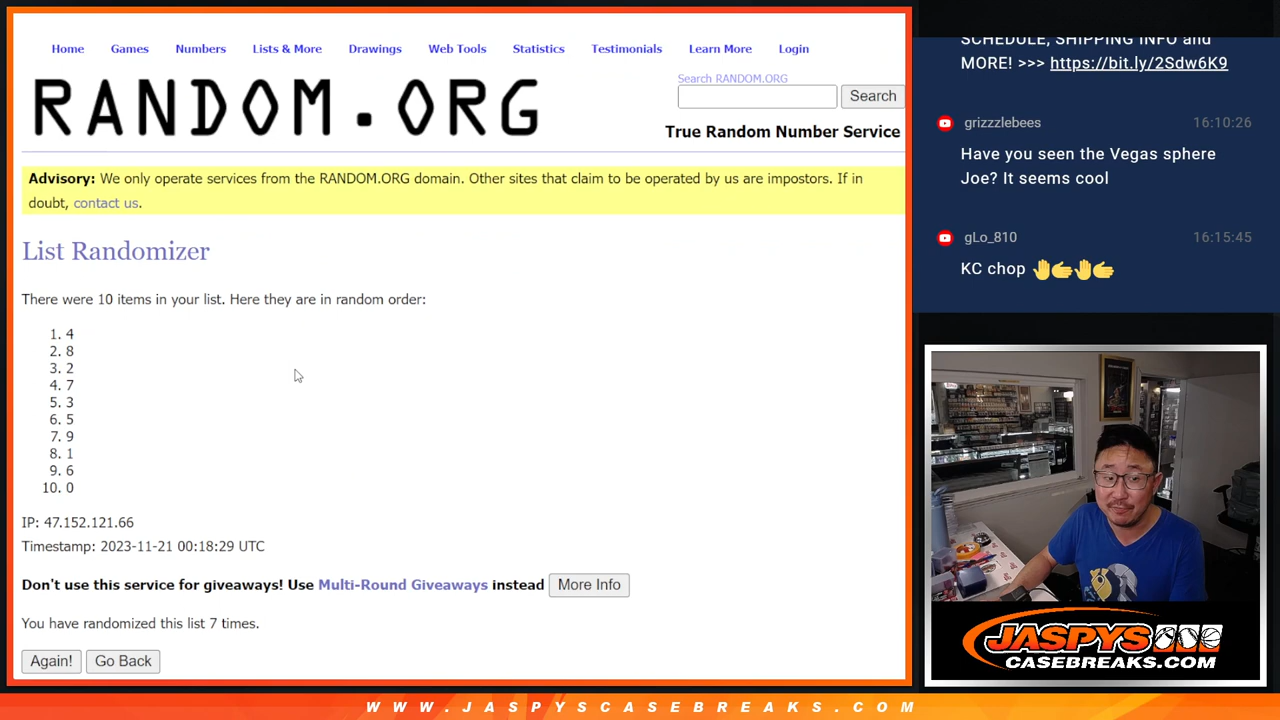 Home Games Numbers Lists & More Drawings Web Tools Statistics Testimonials Learn More Login
RANDOM.ORG
Search RANDOM.ORG
Search
True Random Number Service
Advisory: We only operate services from the RANDOM.ORG domain. Other sites that claim to be operated by us are impostors. If in
doubt, contact us.
List Randomizer
There were 10 items in your list. Here they are in random order:
1. 4
2. 8
3. 2
4. 7
5. 3
6. 5
7. 9
8. 1
9. 6
10. 0
IP: 47.152.121.66
Timestamp: 2023-11-21 00:18:29 UTC
Don't use this service for giveaways! Use Multi-Round Giveaways instead More Info
You have randomized this list 7 times.
Again! Go Back
SCHEDULE, SHIPPING INFO and
MORE! >>> https://bit.ly/2Sdw6K9
grizzzlebees 16:10:26
Have you seen the Vegas sphere
Joe? It seems cool
gLo_810 16:15:45
KC chop 🤚👉🤚👉
JASPYS
CASEBREAKS.COM
WWW.JASPYSCASEBREAKS.COM